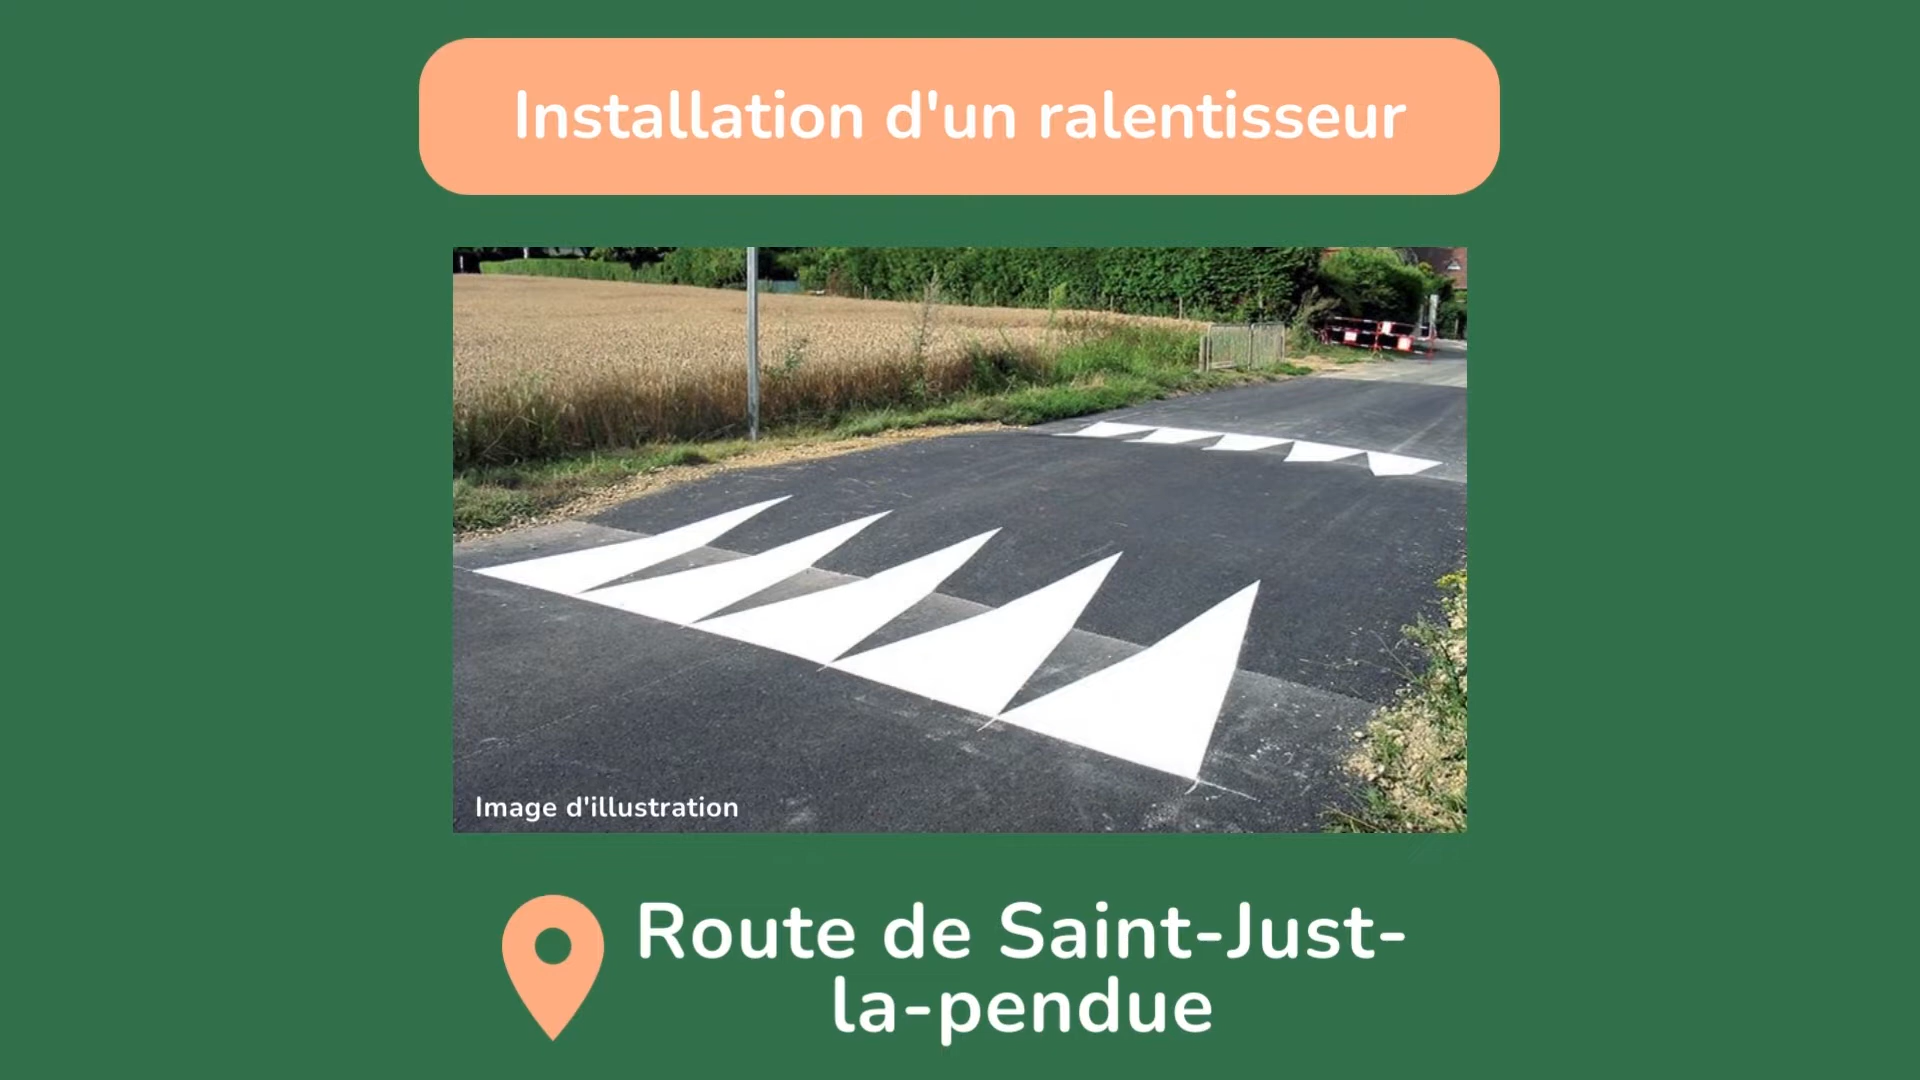 Installation d'un ralentisseur
Image d'illustration
Route de Saint-Just-
la-pendue